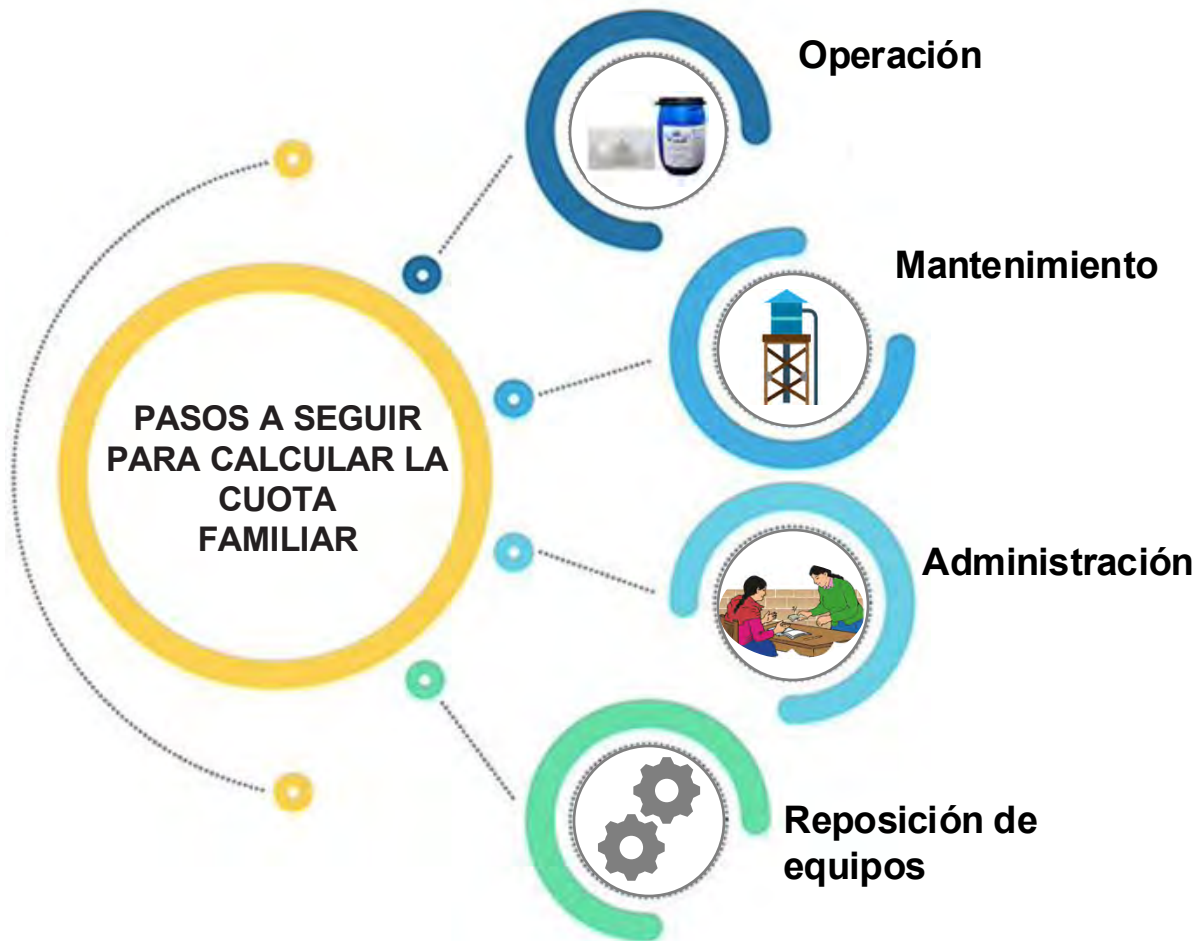 Operación
Mantenimiento
PASOS A SEGUIR
PARA CALCULAR LA
CUOTA
FAMILIAR
Administración
Reposición de
equipos